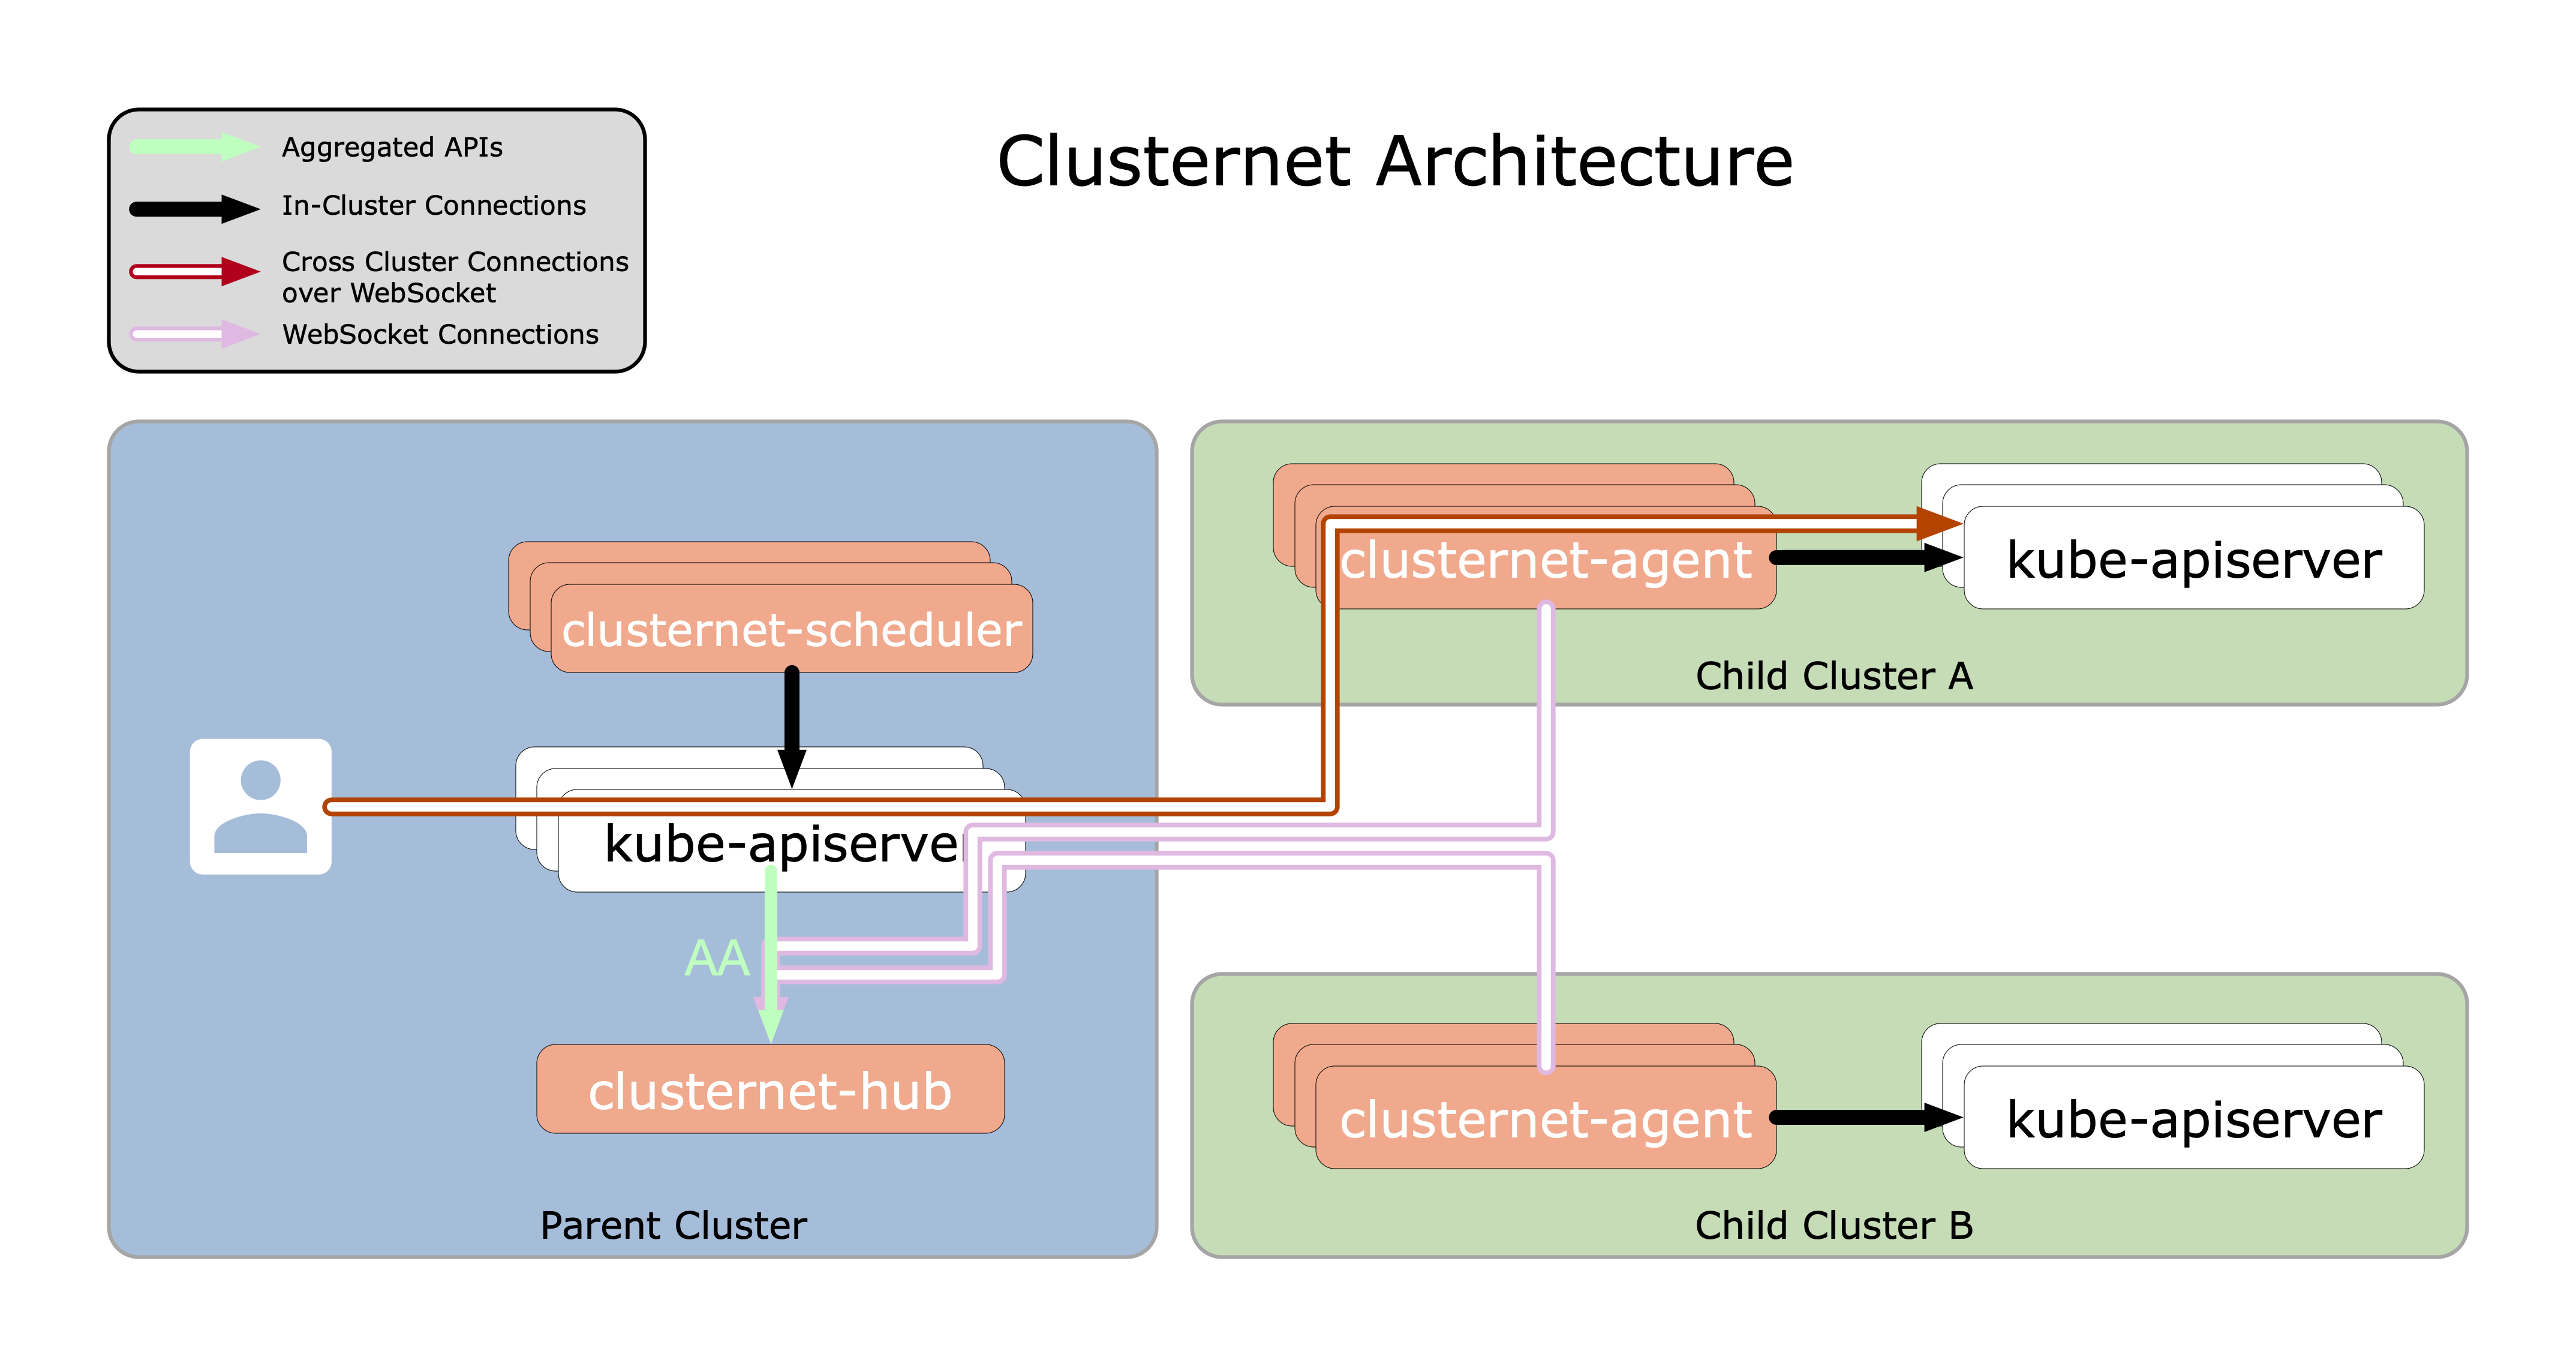 Clusternet Architecture
Aggregated APIs
In-Cluster Connections
Cross Cluster Connections
over WebSocket
WebSocket Connections
clusternet-scheduler
kube-apiserver
AA
clusternet-hub
Parent Cluster
clusternet-agent
kube-apiserver
Child Cluster A
clusternet-agent
kube-apiserver
Child Cluster B